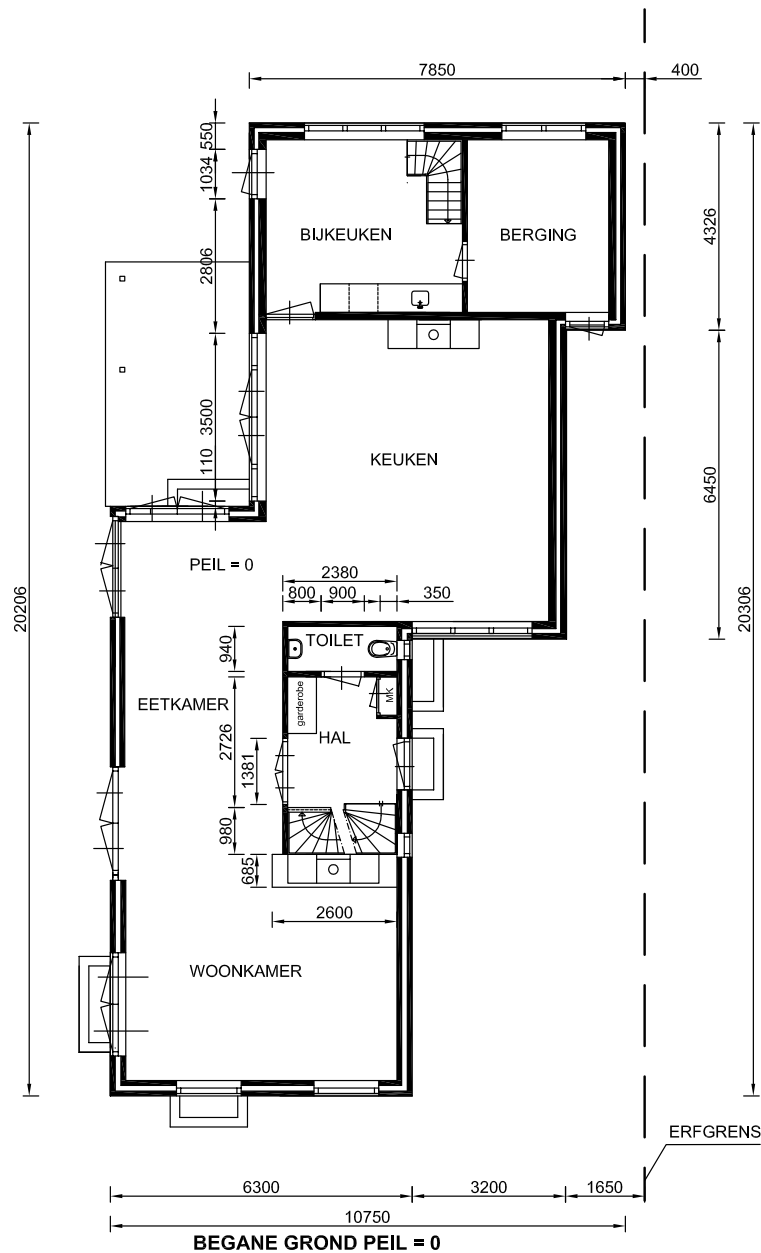 7850
400
550
1034
4326
BIJKEUKEN
BERGING
2806
3500
KEUKEN
110
6450
PEIL = 0
2380
800
900
350
20206
20306
TOILET
940
EETKAMER
garderobe
MK
2726
HAL
1381
980
685
2600
WOONKAMER
ERFGRENS
6300
3200
1650
10750
BEGANE GROND PEIL = 0